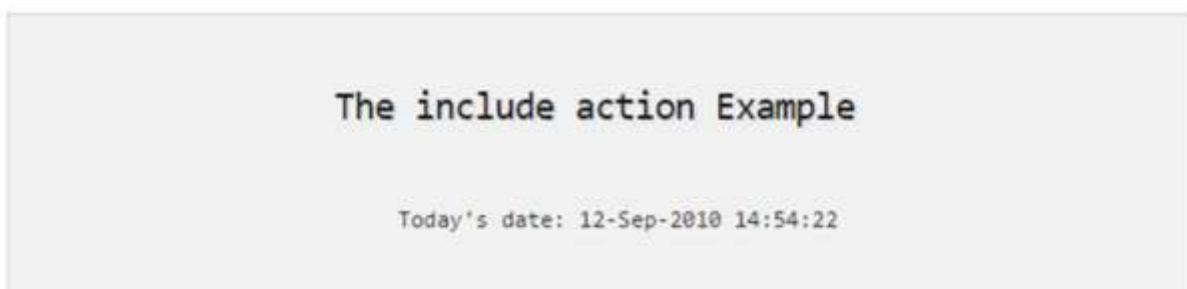 The include action Example
Today's date: 12-Sep-2010 14:54:22